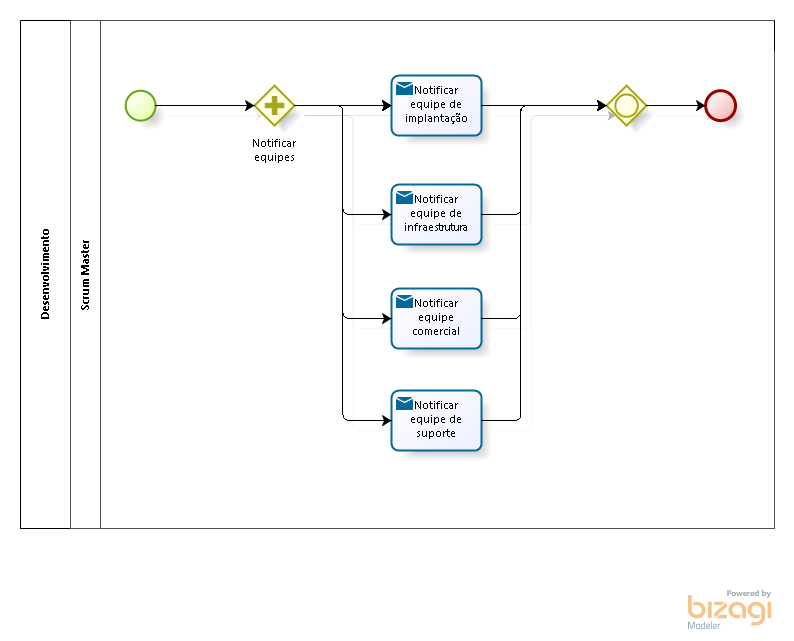 Desenvolvimento
Scrum Master
Notificar
equipes
Notificar
equipe de
implantação
Notificar
equipe de
infraestrutura
Notificar
equipe
comercial
Notificar
equipe de
suporte
Powered by
bizagi
Modeler